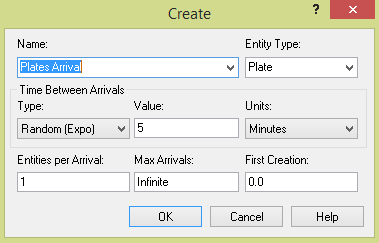 Create
?
Name: Entity Type:
Plates Arrival Plate
Time Between Arrivals
Type: Value: Units:
Random (Expo) 5 Minutes
Entities per Arrival: Max Arrivals: First Creation:
1 Infinite 0.0
OK Cancel Help